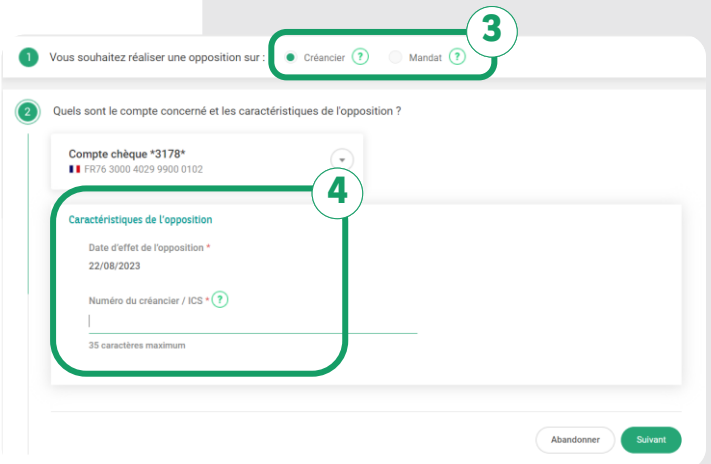 3
1 Vous souhaitez réaliser une opposition sur : Créancier ? Mandat ?
2 Quels sont le compte concerné et les caractéristiques de l'opposition ?
Compte chèque *3178*
FR76 3000 4029 9900 0102
4
Caractéristiques de l'opposition
Date d'effet de l'opposition *
22/08/2023
Numéro du créancier / ICS * ?
35 caractères maximum
Abandonner Suivant